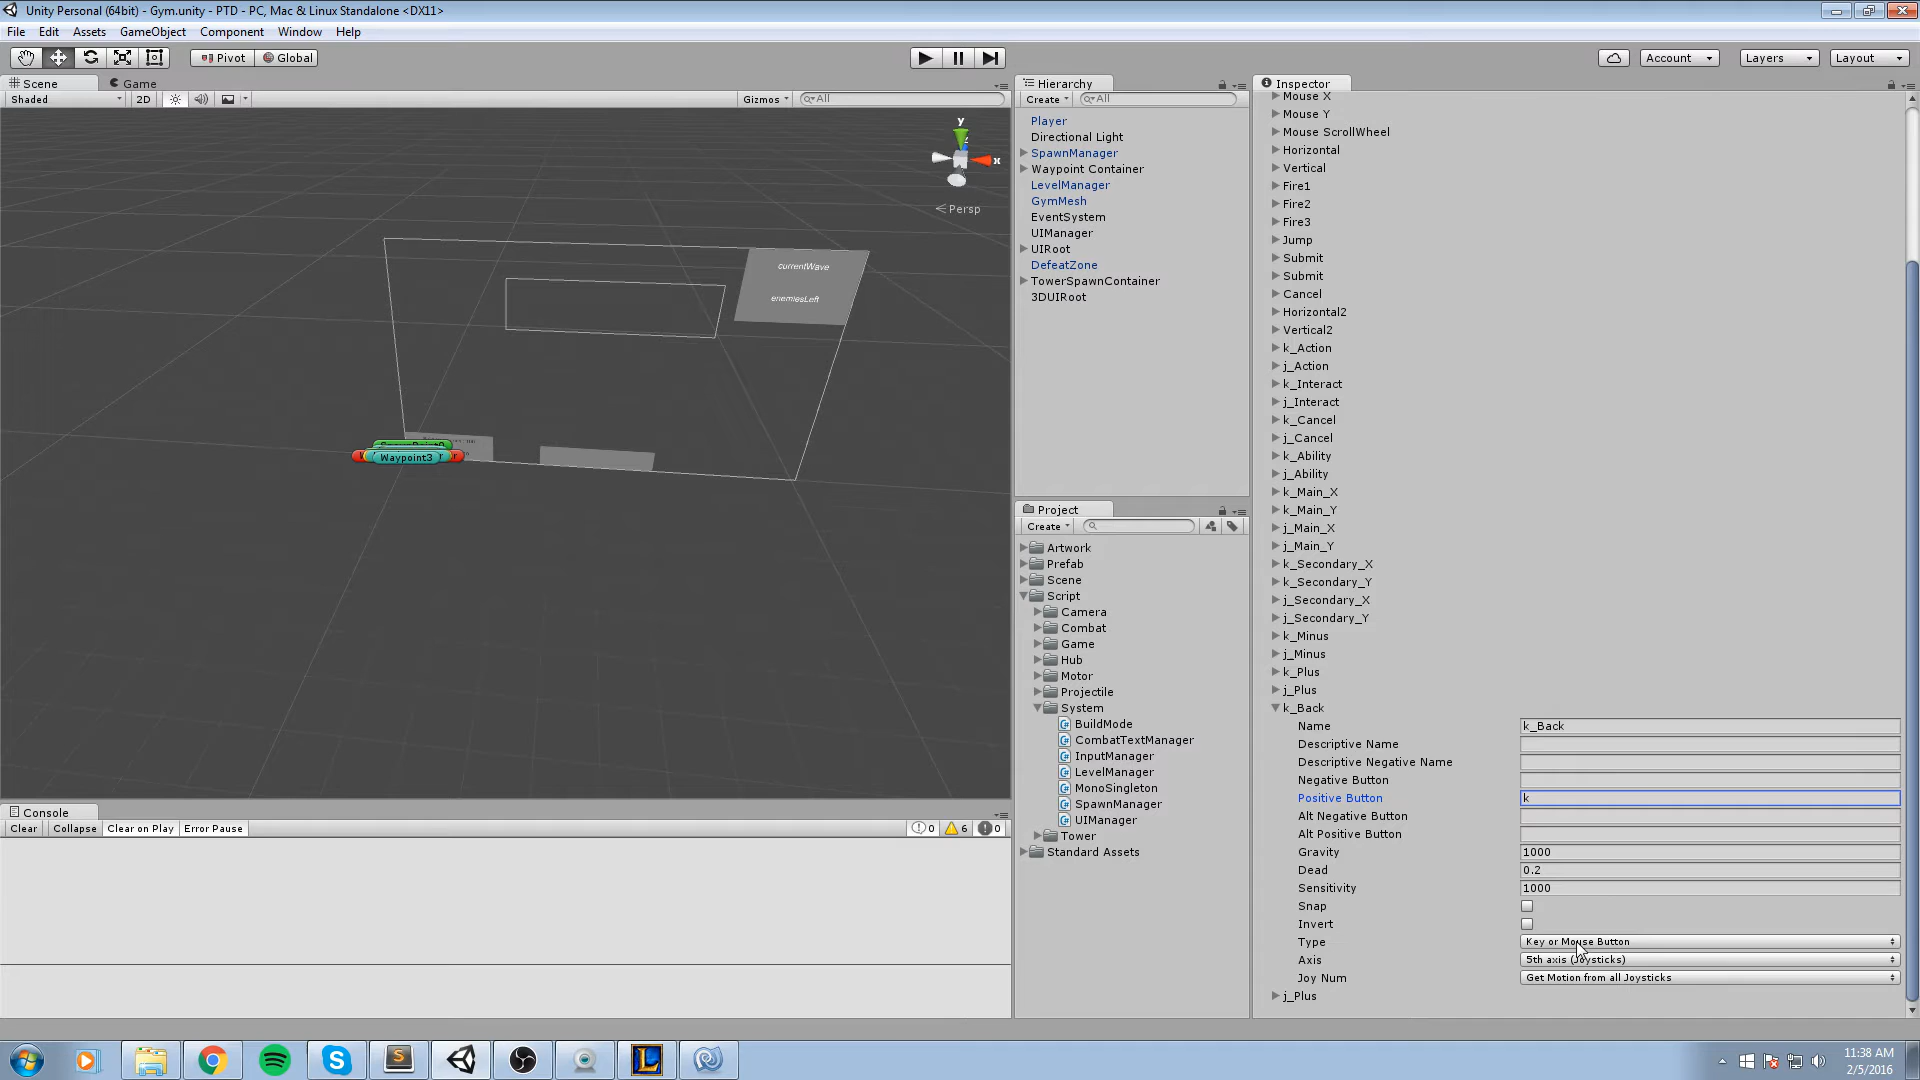 Unity Personal (64bit) - Gym.unity - PTD - PC, Mac & Linux Standalone <DX11>
File Edit Assets GameObject Component Window Help
Pivot Global Account Layers Layout
Scene Game
Shaded 2D Gizmos All
y
x
Persp
currentWave
enemiesLeft
Waypoint3
Console
Clear Collapse Clear on Play Error Pause 0 6 0
Hierarchy
Create All
Player
Directional Light
SpawnManager
Waypoint Container
LevelManager
GymMesh
EventSystem
UIManager
UIRoot
DefeatZone
TowerSpawnContainer
3DUIRoot
Project
Create
Artwork
Prefab
Scene
Script
Camera
Combat
Game
Hub
Motor
Projectile
System
BuildMode
CombatTextManager
InputManager
LevelManager
MonoSingleton
SpawnManager
UIManager
Tower
Standard Assets
Inspector
Mouse X
Mouse Y
Mouse ScrollWheel
Horizontal
Vertical
Fire1
Fire2
Fire3
Jump
Submit
Submit
Cancel
Horizontal2
Vertical2
k_Action
j_Action
k_Interact
j_Interact
k_Cancel
j_Cancel
k_Ability
j_Ability
k_Main_X
k_Main_Y
j_Main_X
j_Main_Y
k_Secondary_X
k_Secondary_Y
j_Secondary_X
j_Secondary_Y
k_Minus
j_Minus
k_Plus
j_Plus
k_Back
Name k_Back
Descriptive Name
Descriptive Negative Name
Negative Button
Positive Button k
Alt Negative Button
Alt Positive Button
Gravity 1000
Dead 0.2
Sensitivity 1000
Snap
Invert
Type Key or Mouse Button
Axis 5th axis (Joysticks)
Joy Num Get Motion from all Joysticks
j_Plus
11:38 AM
2/5/2016